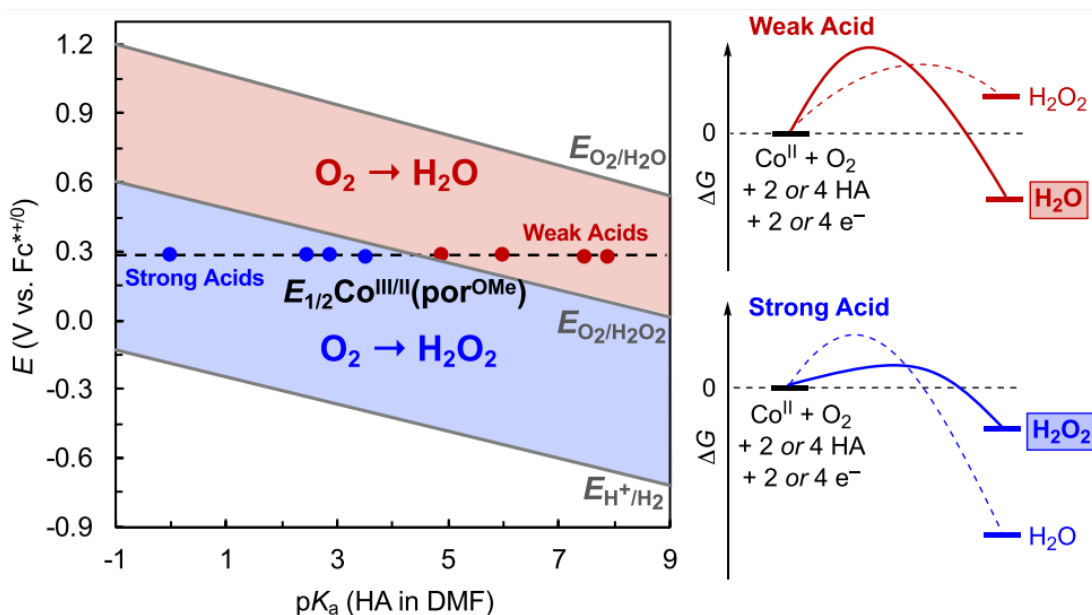 1.2
0.9
0.6
0.3
0.0
-0.3
-0.6
-0.9
E (V vs. Fc*⁺/⁰)
-1 1 3 5 7 9
pKₐ (HA in DMF)
E_O₂/H₂O
O₂ → H₂O
Weak Acids
Strong Acids
E₁/₂Coᴵᴵᴵ/ᴵᴵ(porᴼᴹᵉ)
E_O₂/H₂O₂
O₂ → H₂O₂
E_H⁺/H₂
Weak Acid
H₂O₂
0
Coᴵᴵ + O₂
+ 2 or 4 HA
+ 2 or 4 e⁻
H₂O
ΔG
Strong Acid
0
Coᴵᴵ + O₂
+ 2 or 4 HA
+ 2 or 4 e⁻
H₂O₂
H₂O
ΔG